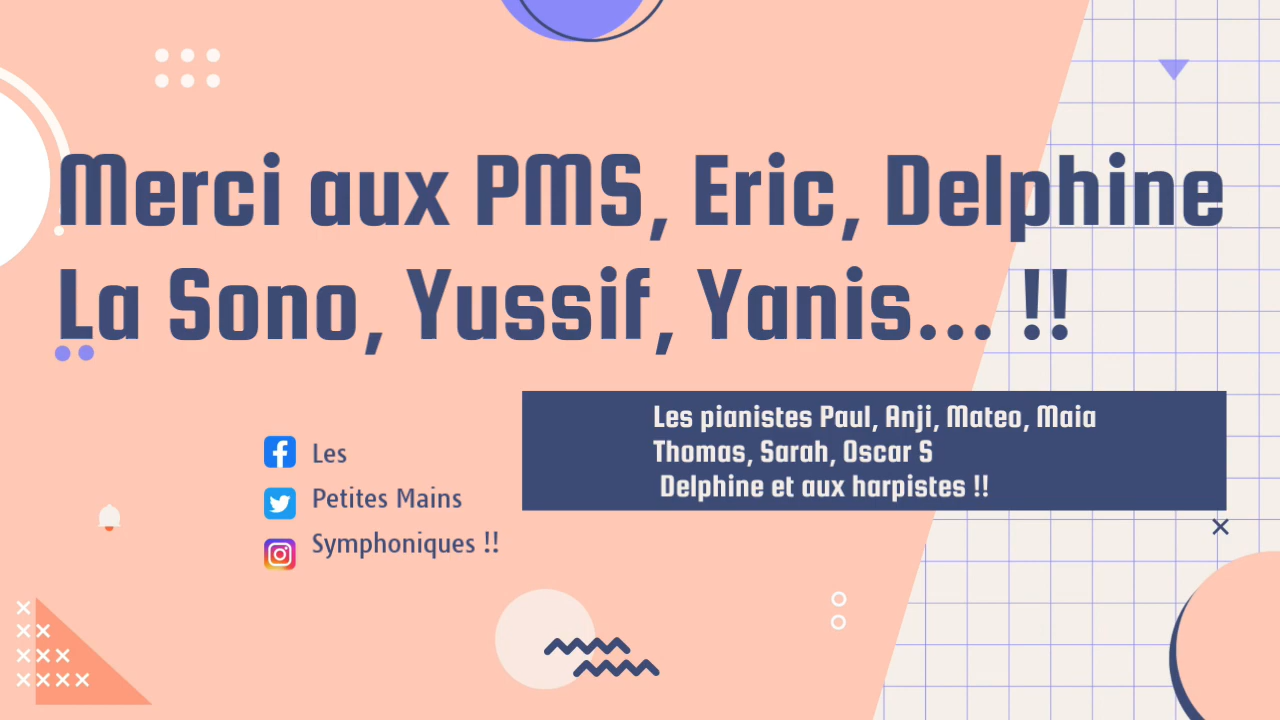 Merci aux PMS, Eric, Delphine
La Sono, Yussif, Yanis... !!
Les pianistes Paul, Anji, Mateo, Maia
Thomas, Sarah, Oscar S
Delphine et aux harpistes !!
Les
Petites Mains
Symphoniques !!